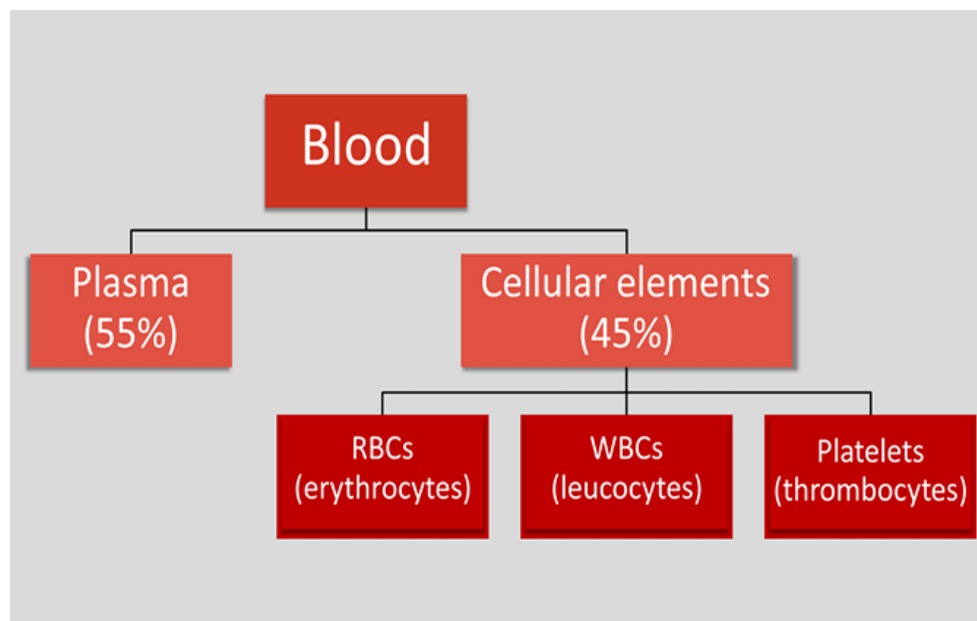 Blood
Plasma
(55%)
Cellular elements
(45%)
RBCs
(erythrocytes)
WBCs
(leucocytes)
Platelets
(thrombocytes)